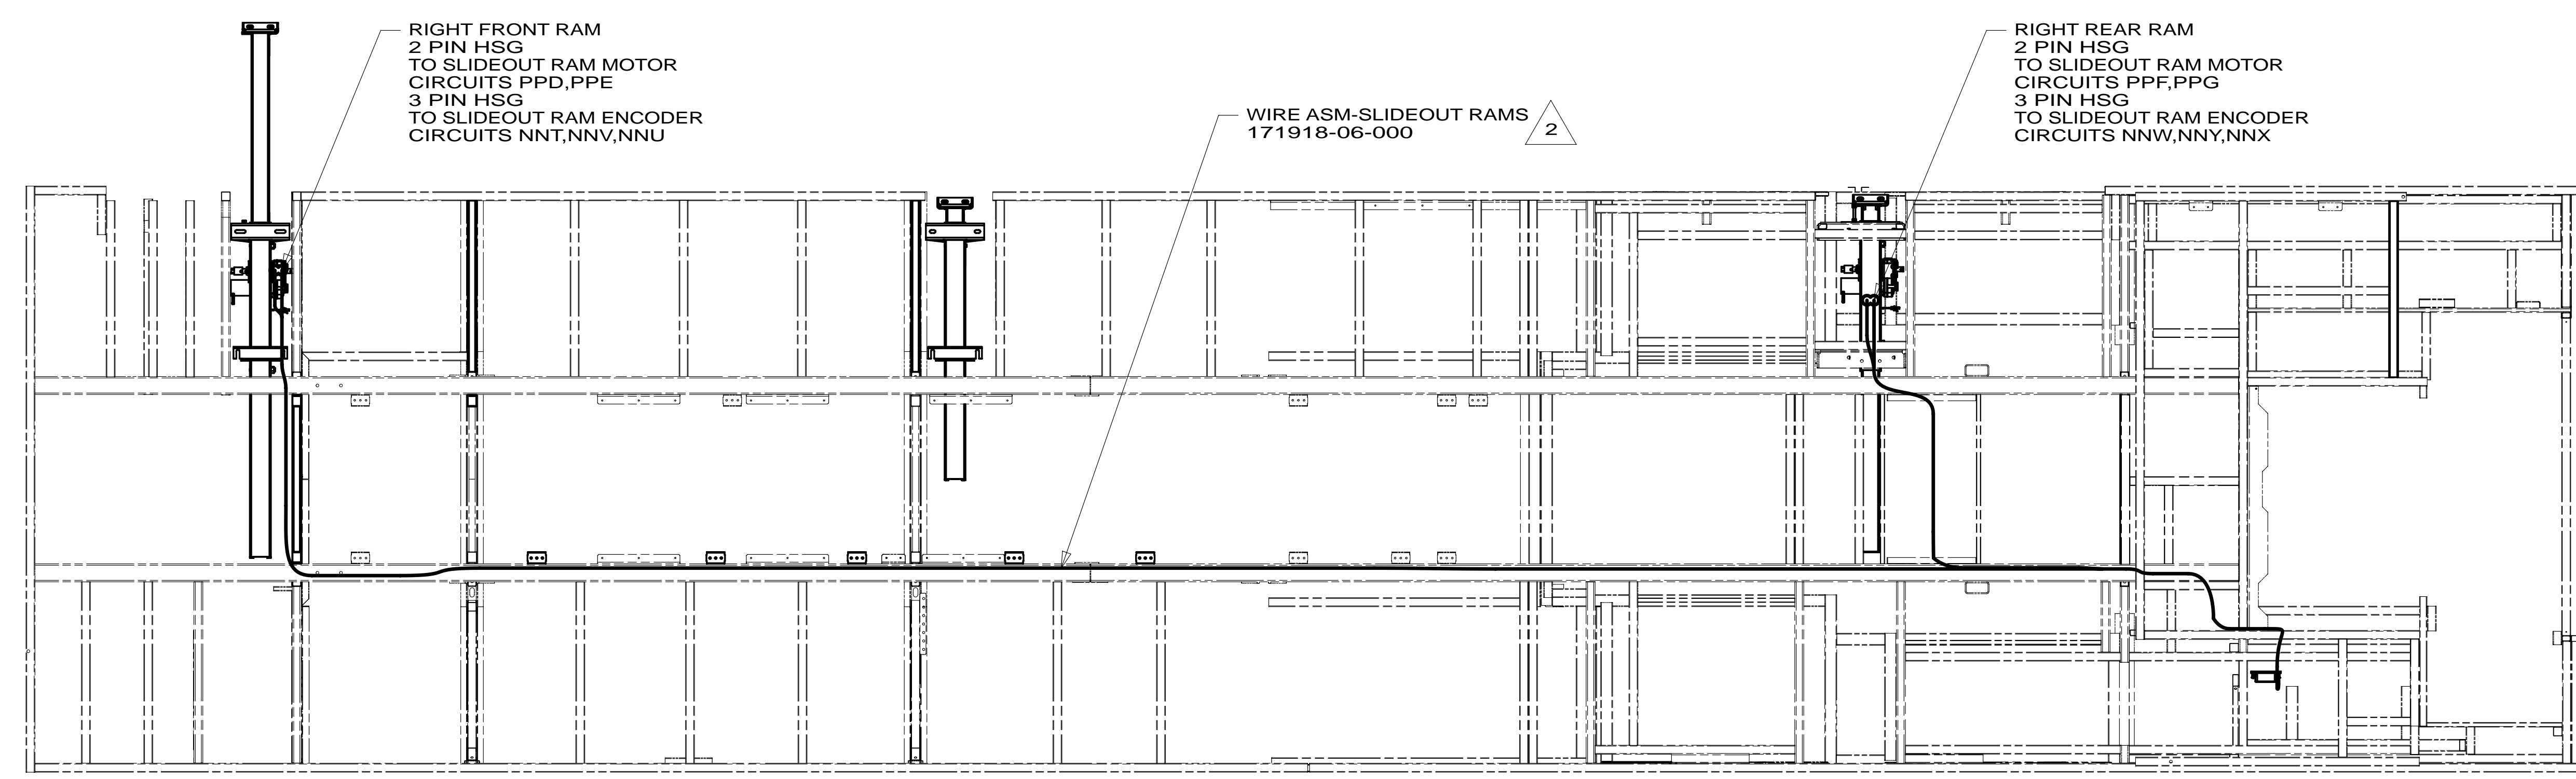 RIGHT FRONT RAM
2 PIN HSG
TO SLIDEOUT RAM MOTOR
CIRCUITS PPD,PPE
3 PIN HSG
TO SLIDEOUT RAM ENCODER
CIRCUITS NNT,NNV,NNU
WIRE ASM-SLIDEOUT RAMS
171918-06-000
2
RIGHT REAR RAM
2 PIN HSG
TO SLIDEOUT RAM MOTOR
CIRCUITS PPF,PPG
3 PIN HSG
TO SLIDEOUT RAM ENCODER
CIRCUITS NNW,NNY,NNX